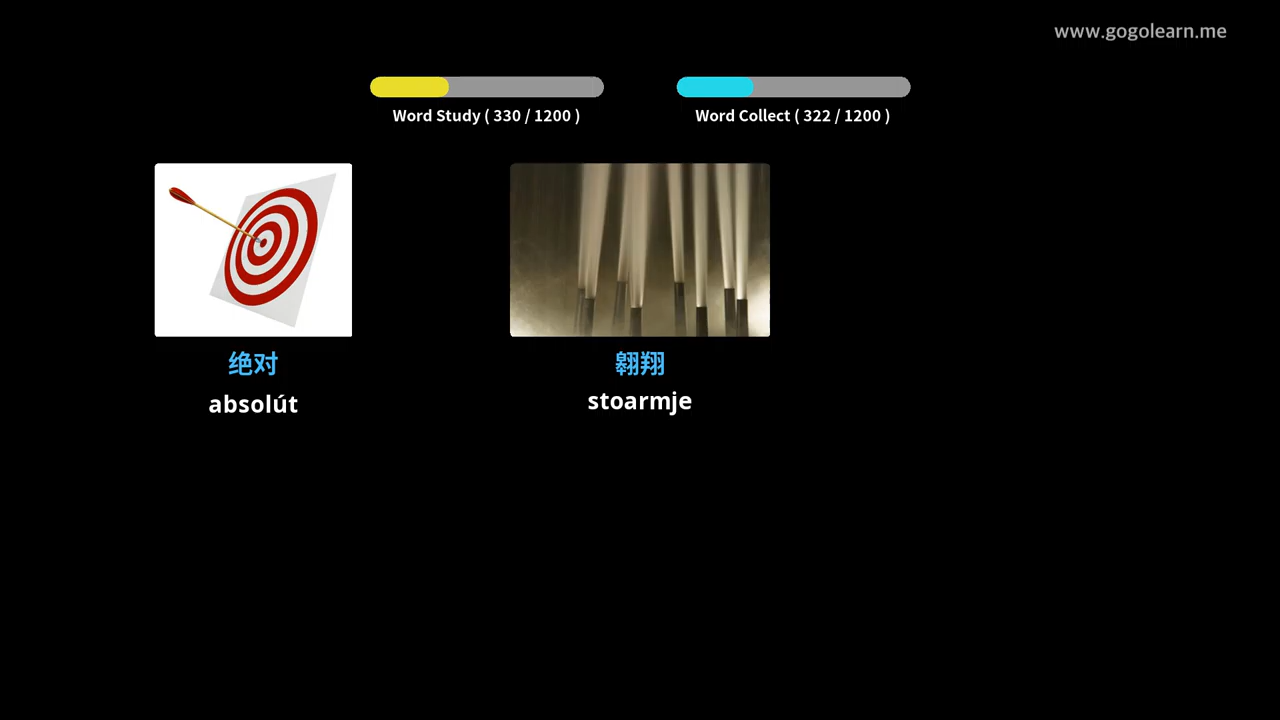 www.gogolearn.me
Word Study ( 330 / 1200 )
Word Collect ( 322 / 1200 )
绝对
absolút
翱翔
stoarmje